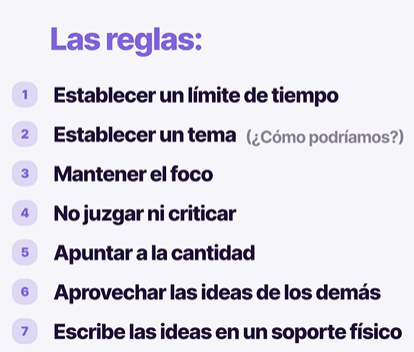 Las reglas:
1 Establecer un límite de tiempo
2 Establecer un tema (¿Cómo podríamos?)
3 Mantener el foco
4 No juzgar ni criticar
5 Apuntar a la cantidad
6 Aprovechar las ideas de los demás
7 Escribe las ideas en un soporte físico